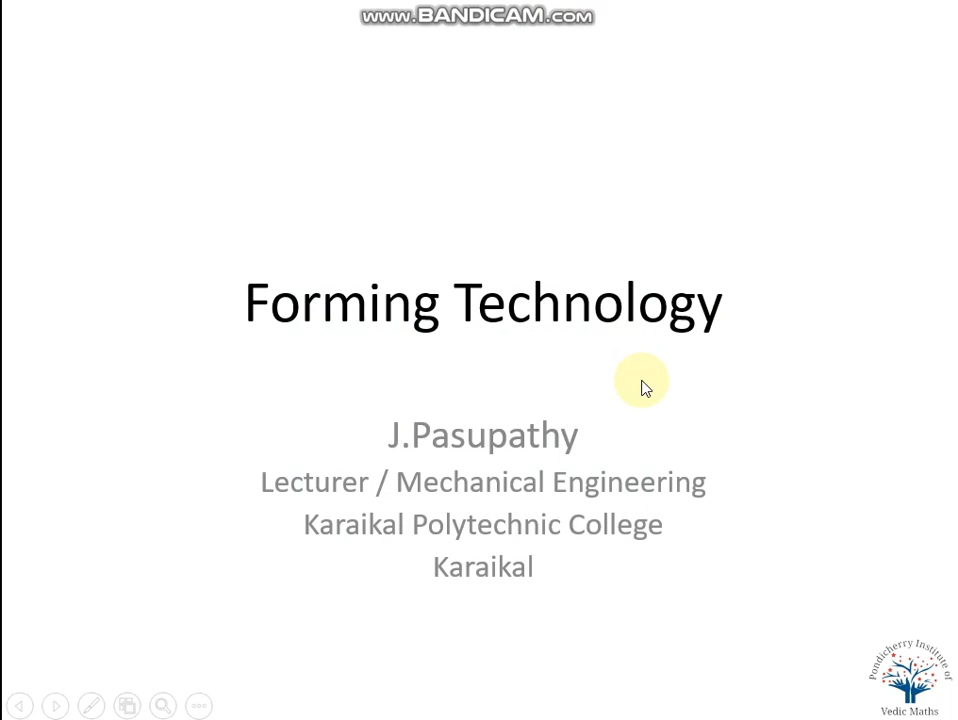 www.BANDICAM.com
Forming Technology
J.Pasupathy
Lecturer / Mechanical Engineering
Karaikal Polytechnic College
Karaikal
Pondicherry Institute of
Vedic Maths